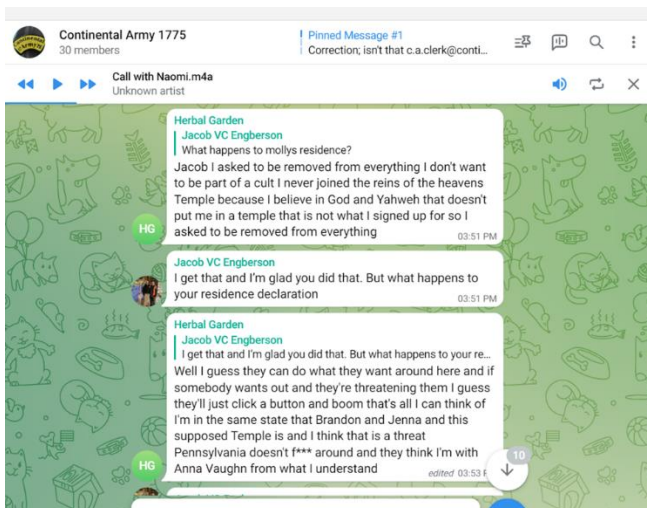 Continental Army 1775
30 members
Pinned Message #1
Correction; isn't that c.a.clerk@conti...
Call with Naomi.m4a
Unknown artist
Herbal Garden
Jacob VC Engberson
What happens to mollys residence?
Jacob I asked to be removed from everything I don't want
to be part of a cult I never joined the reins of the heavens
Temple because I believe in God and Yahweh that doesn't
put me in a temple that is not what I signed up for so I
asked to be removed from everything
03:51 PM
HG
Jacob VC Engberson
I get that and I'm glad you did that. But what happens to
your residence declaration
03:51 PM
Herbal Garden
Jacob VC Engberson
I get that and I'm glad you did that. But what happens to your re...
Well I guess they can do what they want around here and if
somebody wants out and they're threatening them I guess
they'll just click a button and boom that's all I can think of
I'm in the same state that Brandon and Jenna and this
supposed Temple is and I think that is a threat
Pennsylvania doesn't f*** around and they think I'm with
Anna Vaughn from what I understand
edited 03:53
HG
10